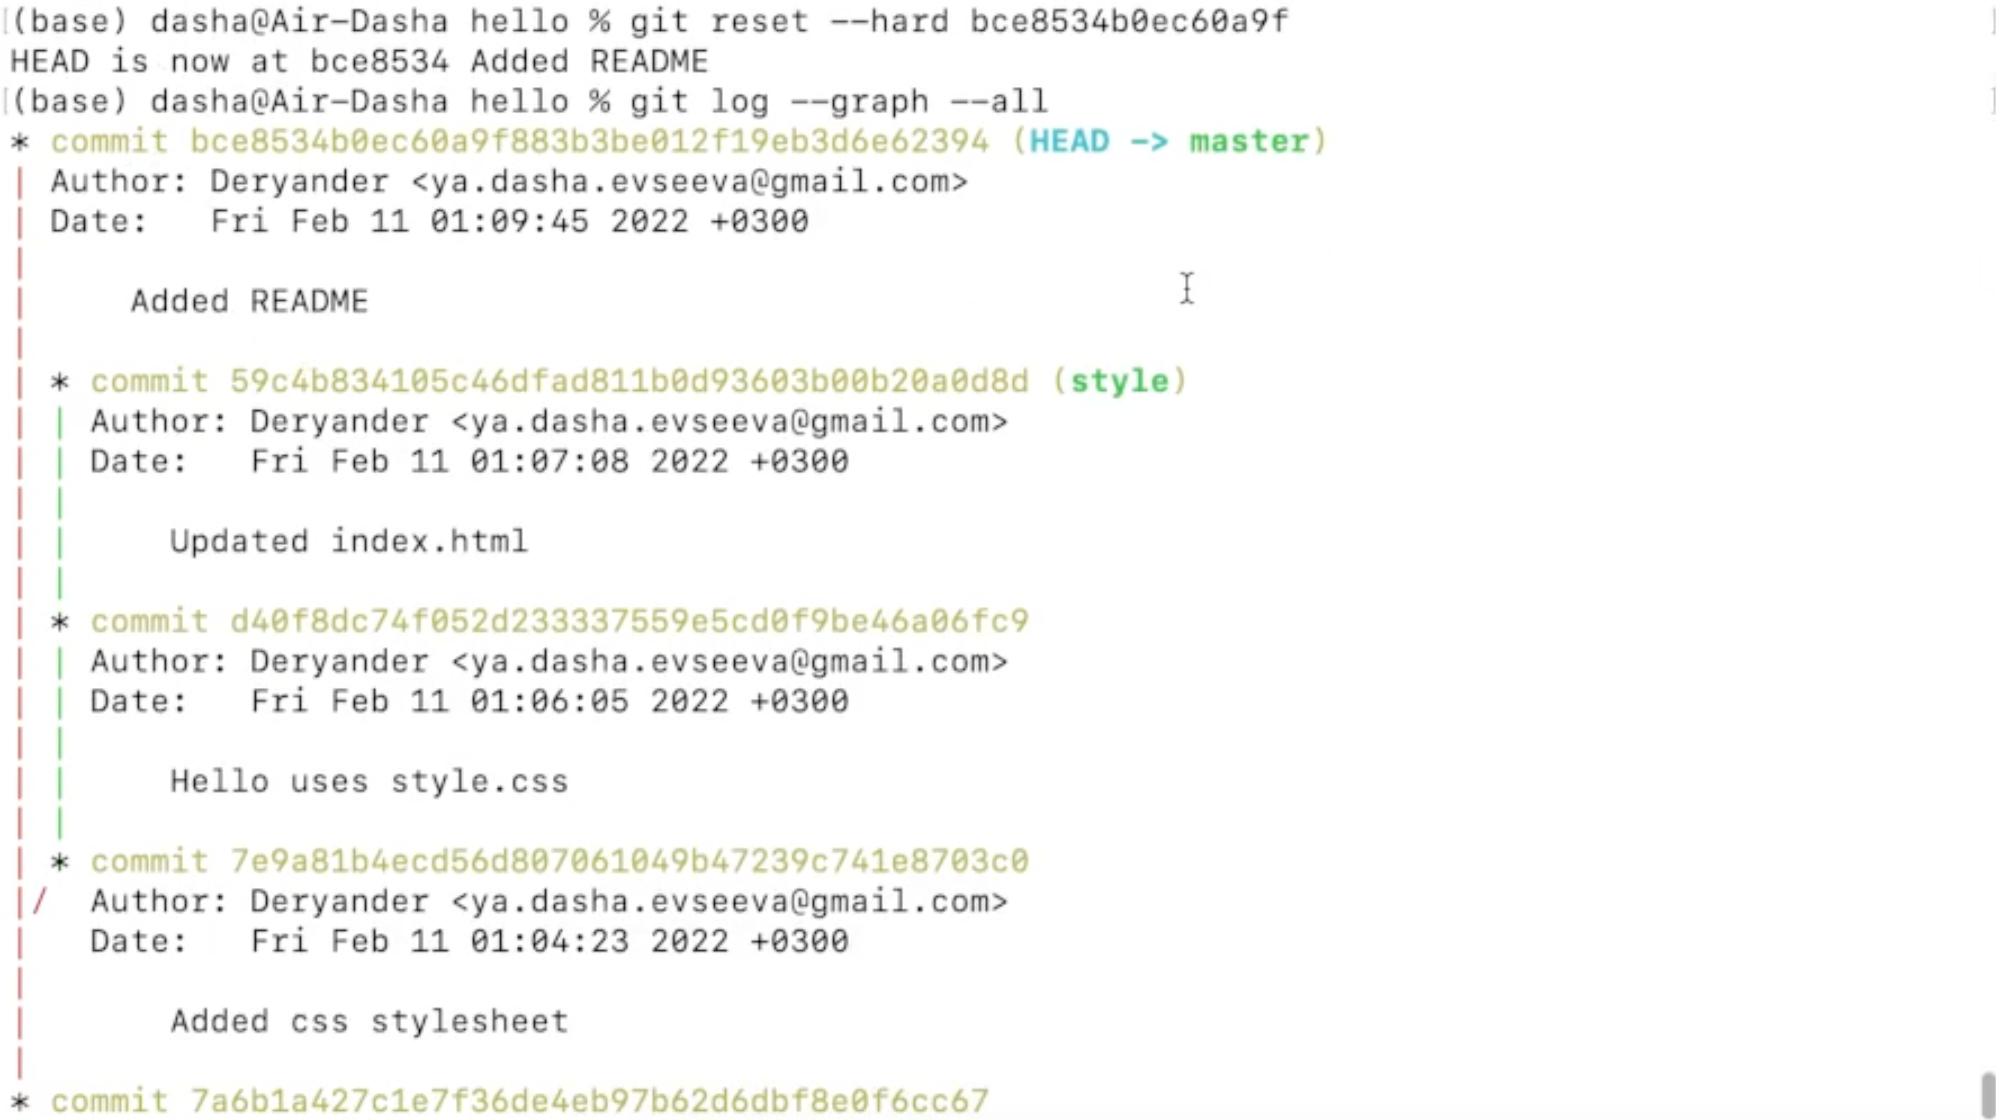 (base) dasha@Air-Dasha hello % git reset --hard bce8534b0ec60a9f
HEAD is now at bce8534 Added README
(base) dasha@Air-Dasha hello % git log --graph --all
* commit bce8534b0ec60a9f883b3be012f19eb3d6e62394 (HEAD -> master)
| Author: Deryander <ya.dasha.evseeva@gmail.com>
| Date:   Fri Feb 11 01:09:45 2022 +0300
|
|     Added README
|
| * commit 59c4b834105c46dfad811b0d93603b00b20a0d8d (style)
| | Author: Deryander <ya.dasha.evseeva@gmail.com>
| | Date:   Fri Feb 11 01:07:08 2022 +0300
| |
| |     Updated index.html
| |
| * commit d40f8dc74f052d233337559e5cd0f9be46a06fc9
| | Author: Deryander <ya.dasha.evseeva@gmail.com>
| | Date:   Fri Feb 11 01:06:05 2022 +0300
| |
| |     Hello uses style.css
| |
| * commit 7e9a81b4ecd56d807061049b47239c741e8703c0
|/  Author: Deryander <ya.dasha.evseeva@gmail.com>
|   Date:   Fri Feb 11 01:04:23 2022 +0300
|
|       Added css stylesheet
|
* commit 7a6b1a427c1e7f36de4eb97b62d6dbf8e0f6cc67